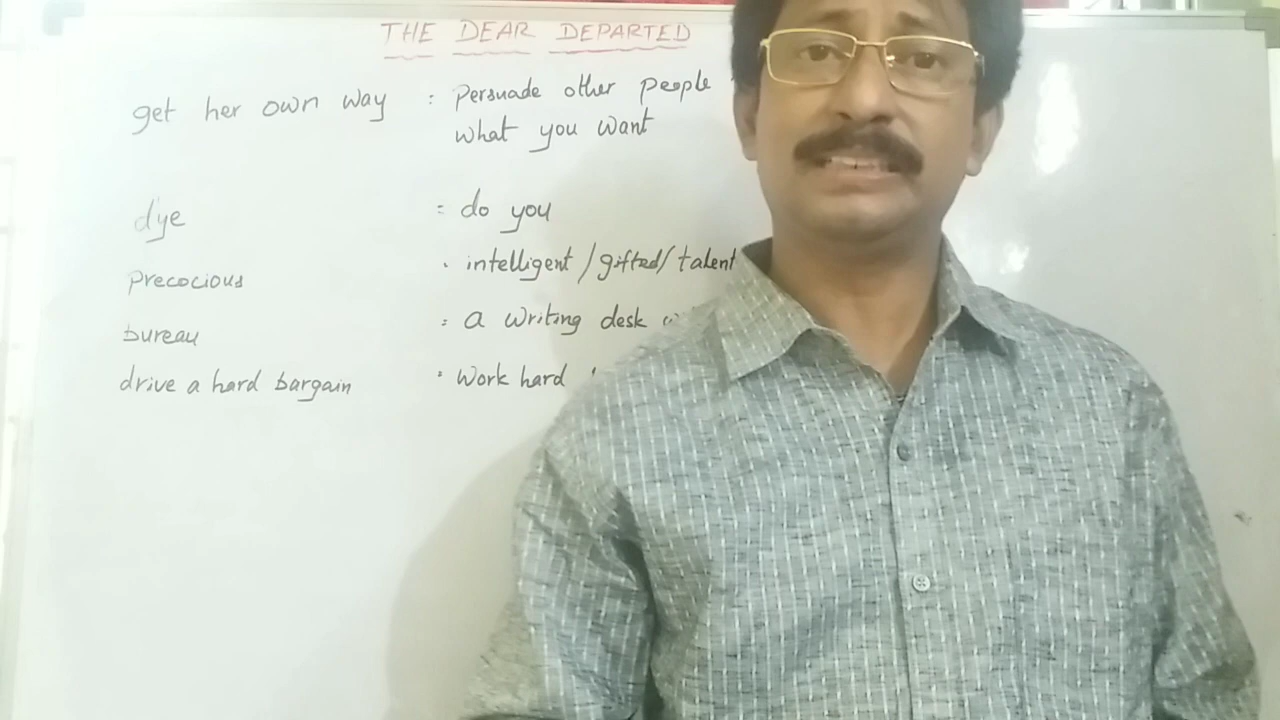 THE DEAR DEPARTED
get her own way : Persuade other people
what you want
d'ye = do you
precocious . intelligent / gifted / talent
bureau = a writing desk
drive a hard bargain : work hard